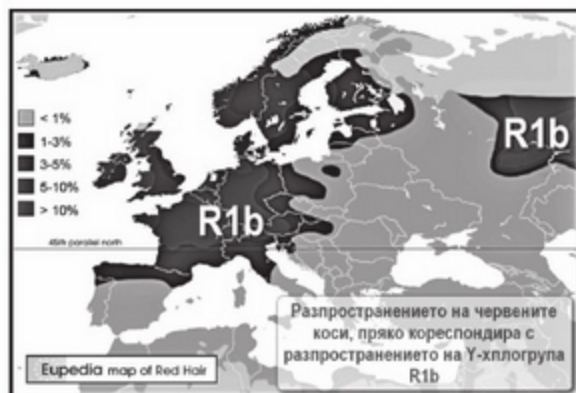 < 1%
1-3%
3-5%
5-10%
> 10%
R1b
R1b
45th parallel north
Разпространението на червените
коси, пряко кореспондира с
разпространението на Y-хплогрупа
R1b
Eupedia map of Red Hair